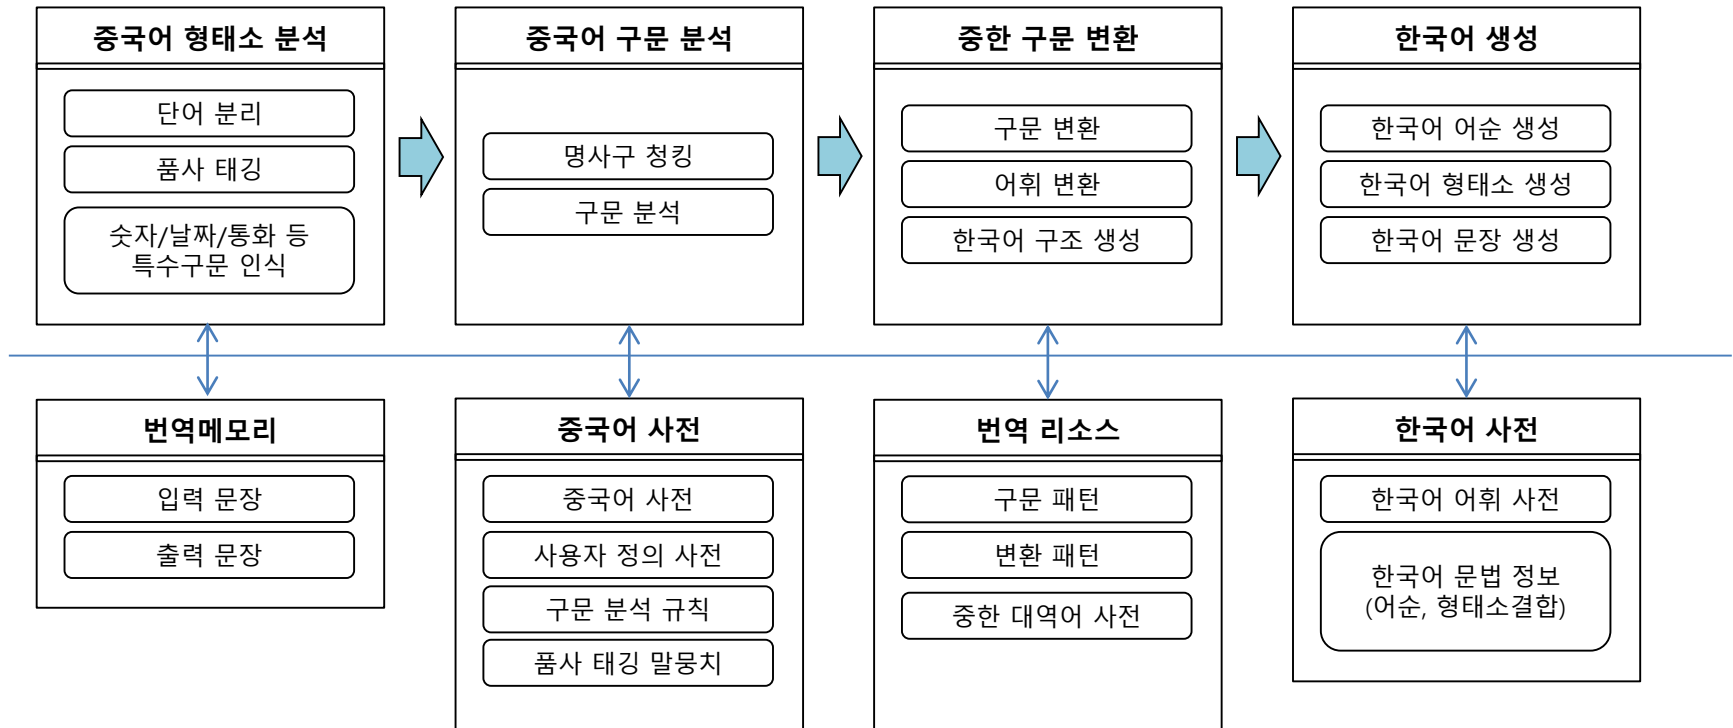 중국어 형태소 분석
단어 분리
품사 태깅
숫자/날짜/통화 등
특수구문 인식
중국어 구문 분석
명사구 청킹
구문 분석
중한 구문 변환
구문 변환
어휘 변환
한국어 구조 생성
한국어 생성
한국어 어순 생성
한국어 형태소 생성
한국어 문장 생성
번역메모리
입력 문장
출력 문장
중국어 사전
중국어 사전
사용자 정의 사전
구문 분석 규칙
품사 태깅 말뭉치
번역 리소스
구문 패턴
변환 패턴
중한 대역어 사전
한국어 사전
한국어 어휘 사전
한국어 문법 정보
(어순, 형태소결합)